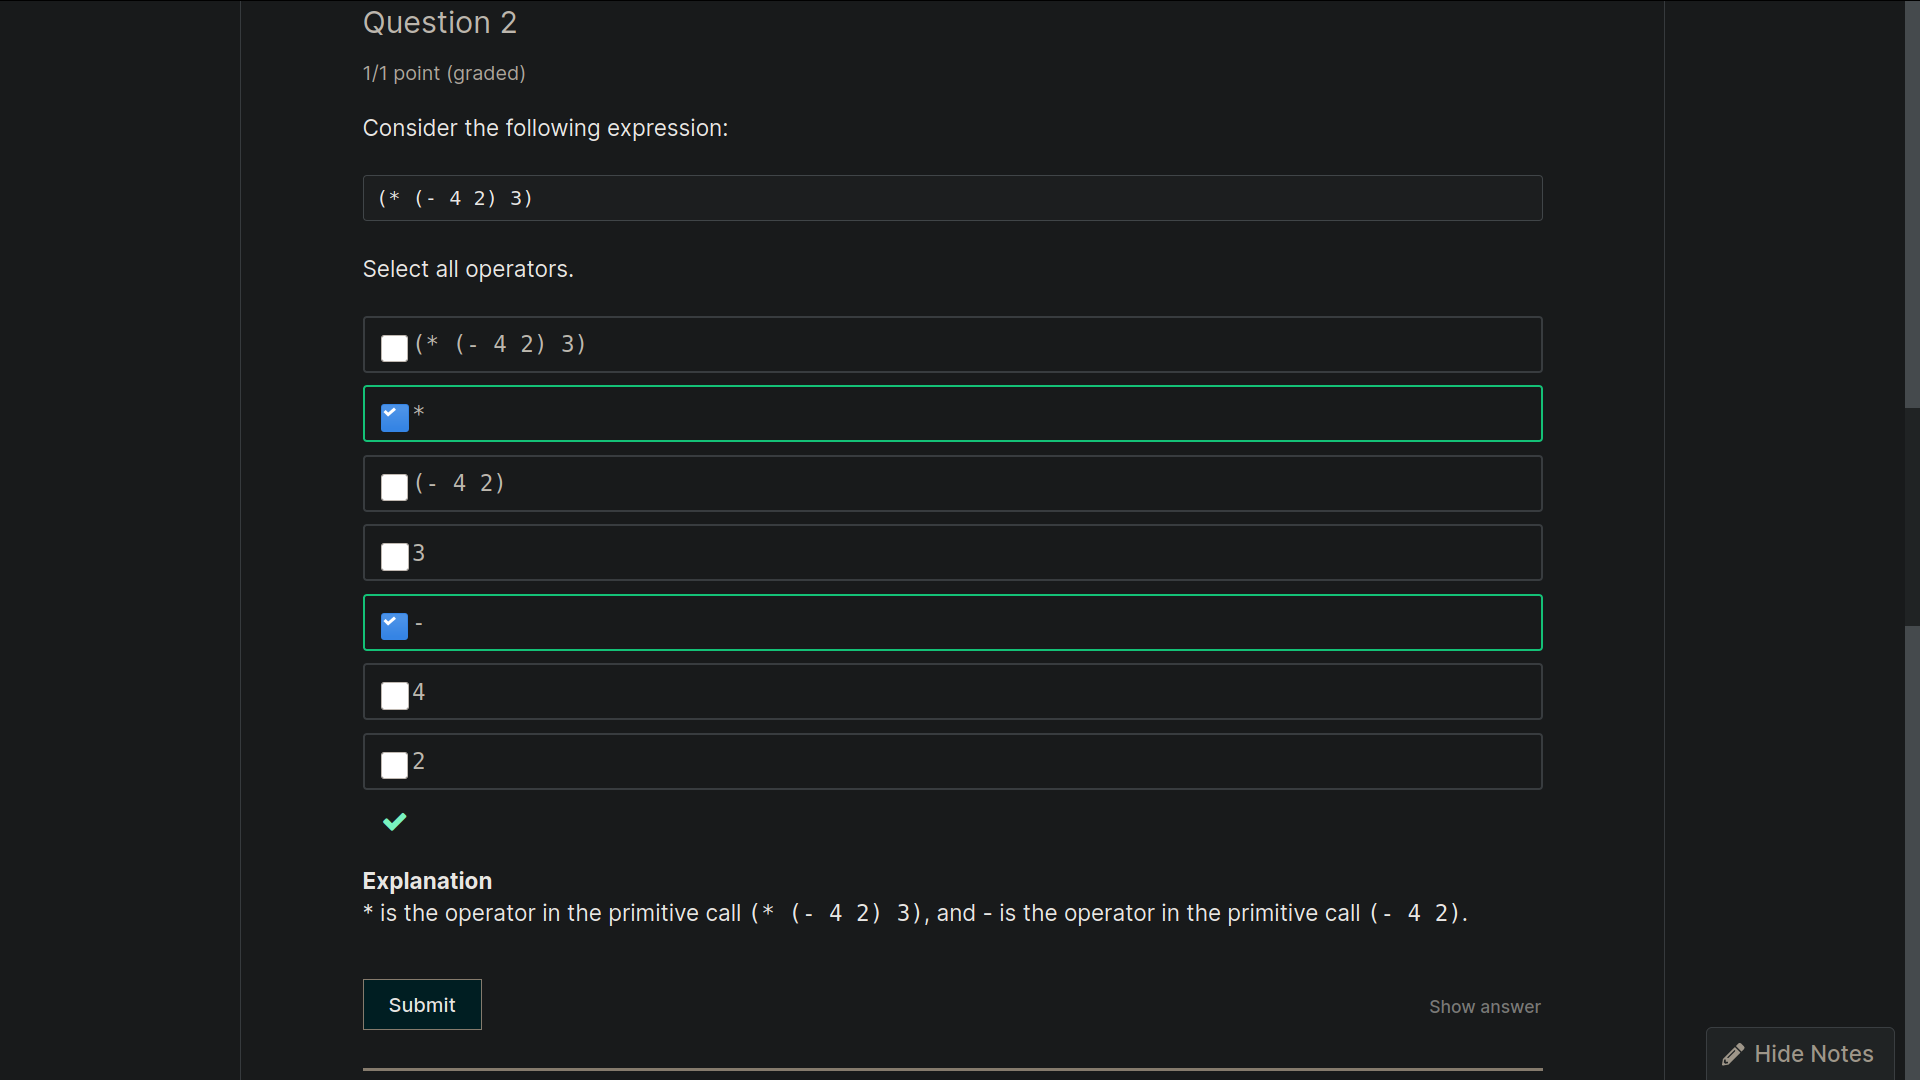 Question 2
1/1 point (graded)
Consider the following expression:
(* (- 4 2) 3)
Select all operators.
(* (- 4 2) 3)
*
(- 4 2)
3
-
4
2
Explanation
* is the operator in the primitive call (* (- 4 2) 3), and - is the operator in the primitive call (- 4 2).
Submit
Show answer
Hide Notes